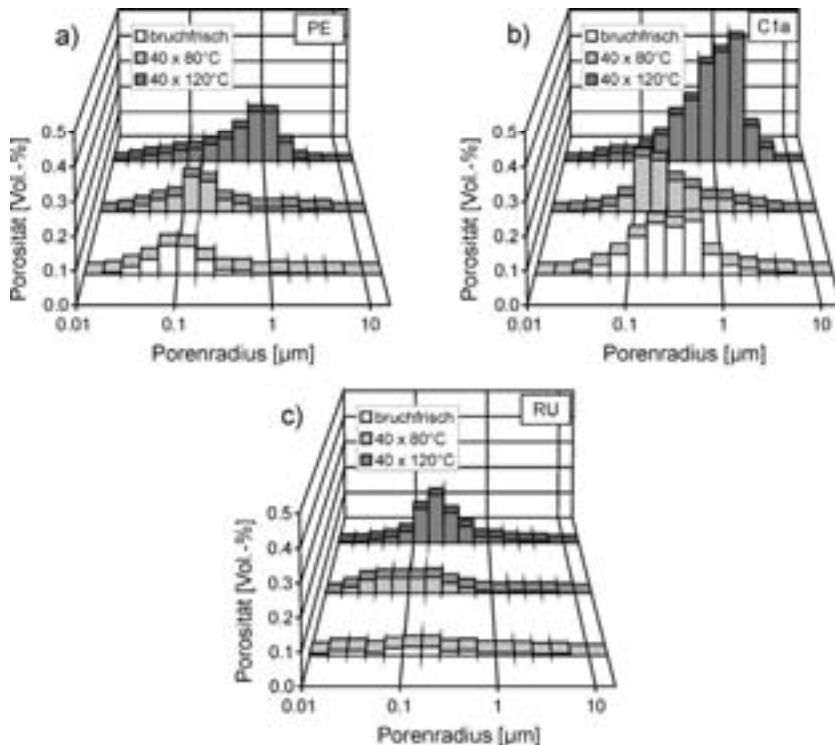 a)
PE
bruchfrisch
40 x 80°C
40 x 120°C
0.5
0.4
0.3
0.2
0.1
0.0
Porosität [Vol.-%]
0.01
0.1
1
10
Porenradius [µm]
b)
C1a
bruchfrisch
40 x 80°C
40 x 120°C
0.5
0.4
0.3
0.2
0.1
0.0
Porosität [Vol.-%]
0.01
0.1
1
10
Porenradius [µm]
c)
RU
bruchfrisch
40 x 80°C
40 x 120°C
0.5
0.4
0.3
0.2
0.1
0.0
Porosität [Vol.-%]
0.01
0.1
1
10
Porenradius [µm]